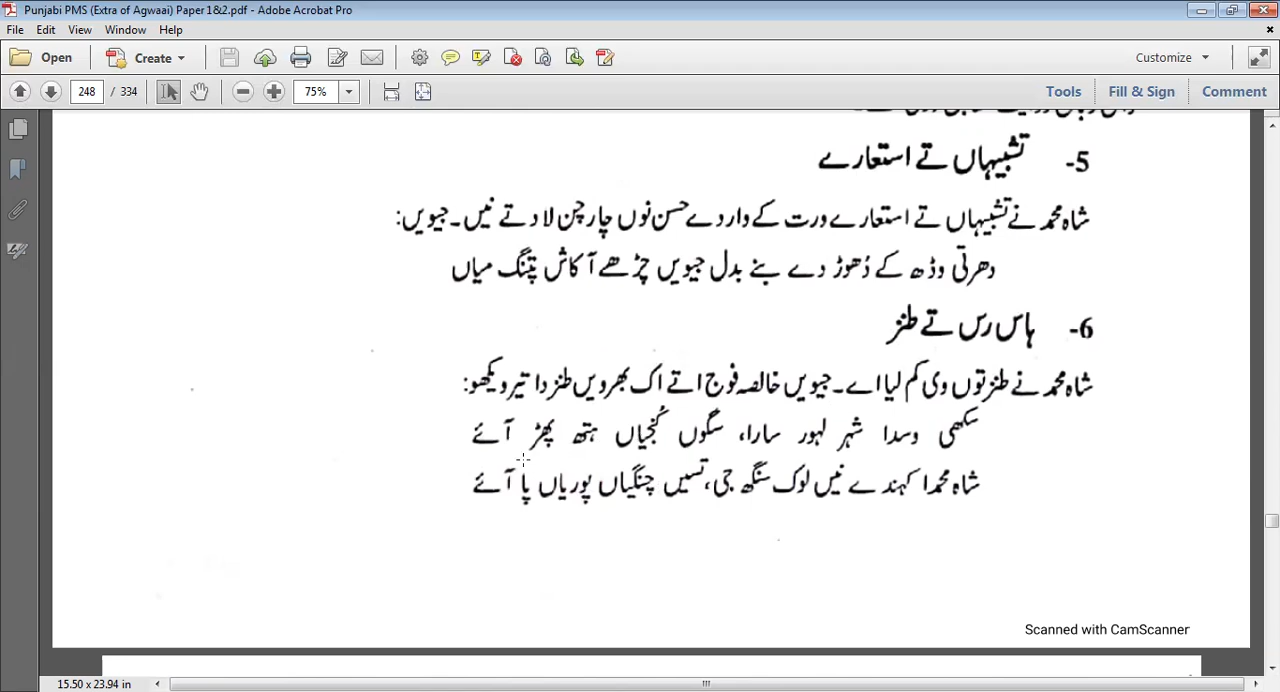 Punjabi PMS (Extra of Agwaai) Paper 1&2.pdf - Adobe Acrobat Pro
File Edit View Window Help
Open Create Customize
248 / 334 75% Tools Fill & Sign Comment
5- تشبیہاں تے استعارے
شاہ محمد نے تشبیہاں تے استعارے ورت کے وار دے حسن نوں چار چن لا دتے نیں۔ جیویں:
دھرتی وڈھ کے دُھوڑ دے بنے بدل جیویں چڑھے آکاش پتنگ میاں
6- ہاس رس تے طنز
شاہ محمد نے طنز توں وی کم لیا اے۔ جیویں خالصہ فوج اتے اک بھرویں طنز دا تیر ویکھو:
سکھی وسدا شہر لہور سارا، سگوں کُنجیاں ہتھ پھڑ آئے
شاہ محمدا کہندے نیں لوک سنگھ جی، تسیں چنگیاں پوریاں پا آئے
Scanned with CamScanner
15.50 x 23.94 in